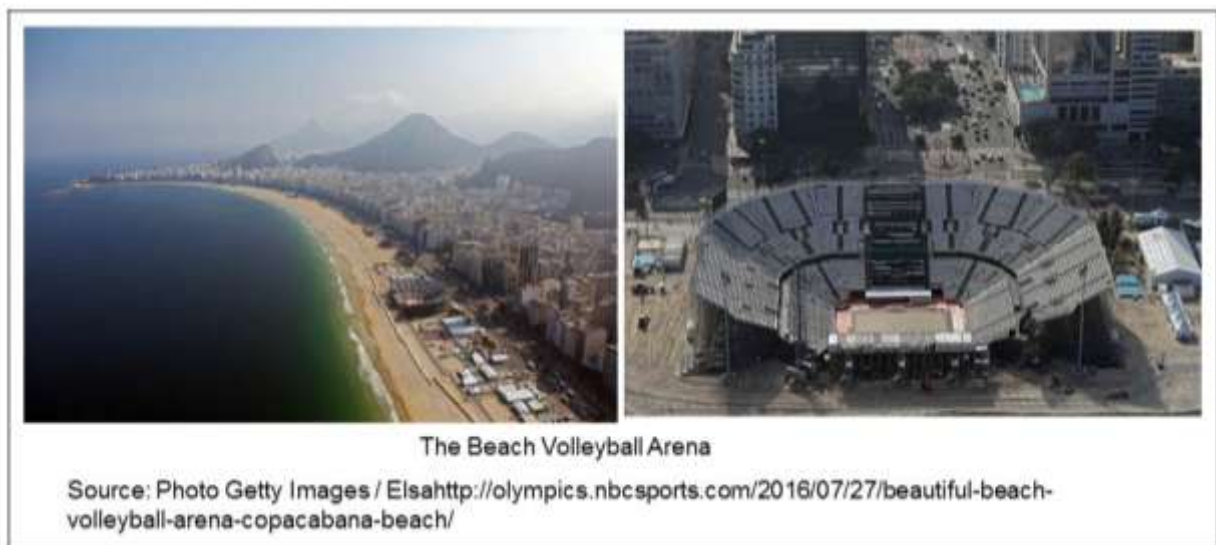 The Beach Volleyball Arena
Source: Photo Getty Images / Elsahttp://olympics.nbcsports.com/2016/07/27/beautiful-beach-
volleyball-arena-copacabana-beach/